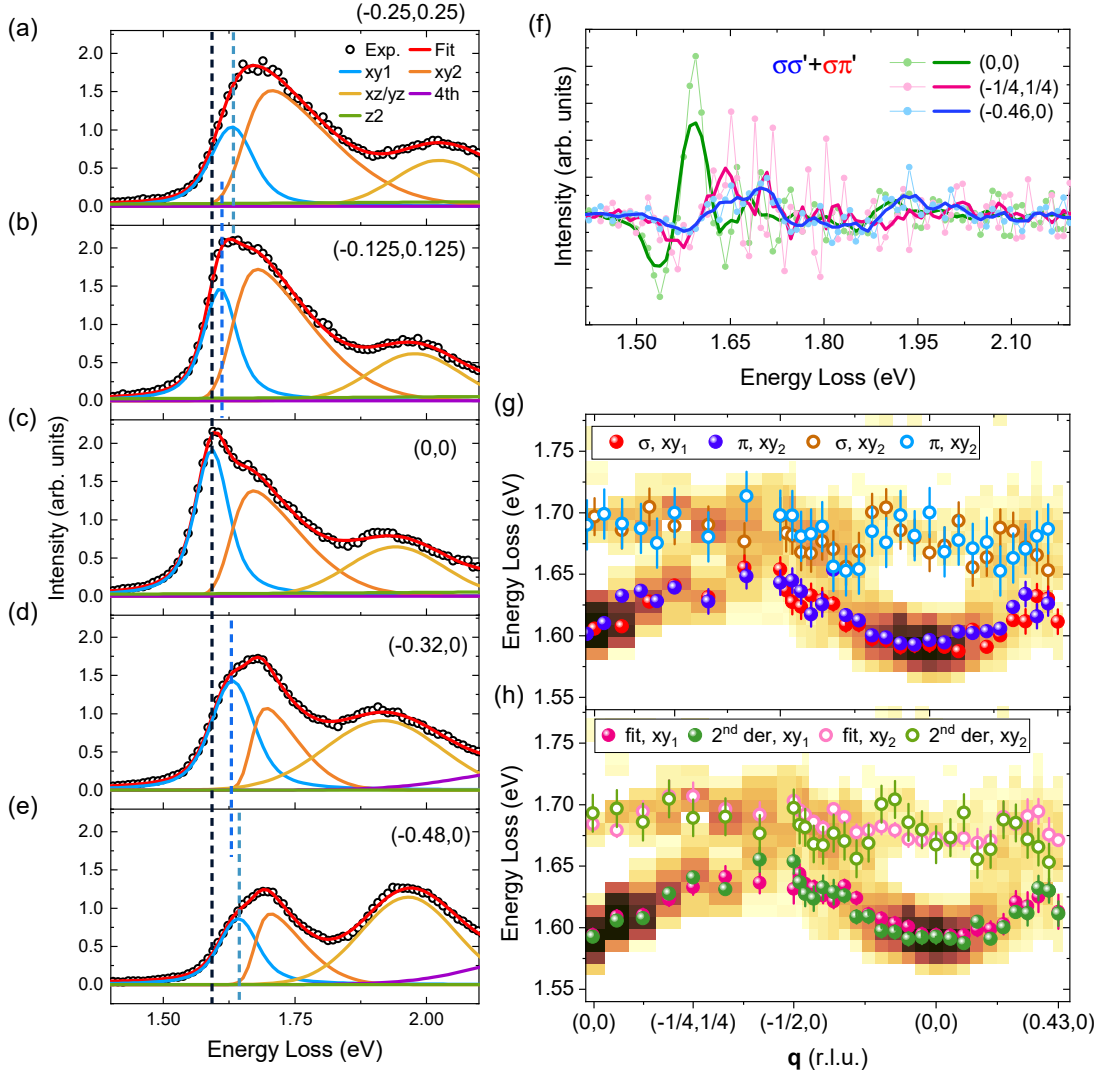 (a)
(-0.25,0.25)
Exp. Fit
xy1 xy2
xz/yz 4th
z2
2.0
1.5
1.0
0.5
0.0
(b)
(-0.125,0.125)
2.0
1.5
1.0
0.5
0.0
(c)
(0,0)
2.0
1.5
1.0
0.5
0.0
Intensity (arb. units)
(d)
(-0.32,0)
2.0
1.5
1.0
0.5
0.0
(e)
(-0.48,0)
2.0
1.5
1.0
0.5
0.0
1.50 1.75 2.00
Energy Loss (eV)
(f)
σσ'+σπ'
(0,0)
(-1/4,1/4)
(-0.46,0)
Intensity (arb. units)
1.50 1.65 1.80 1.95 2.10
Energy Loss (eV)
(g)
σ, xy₁ π, xy₂ σ, xy₂ π, xy₂
1.75
1.70
1.65
1.60
1.55
Energy Loss (eV)
(h)
fit, xy₁ 2ⁿᵈ der, xy₁ fit, xy₂ 2ⁿᵈ der, xy₂
1.75
1.70
1.65
1.60
1.55
Energy Loss (eV)
(0,0) (-1/4,1/4) (-1/2,0) (0,0) (0.43,0)
q (r.l.u.)